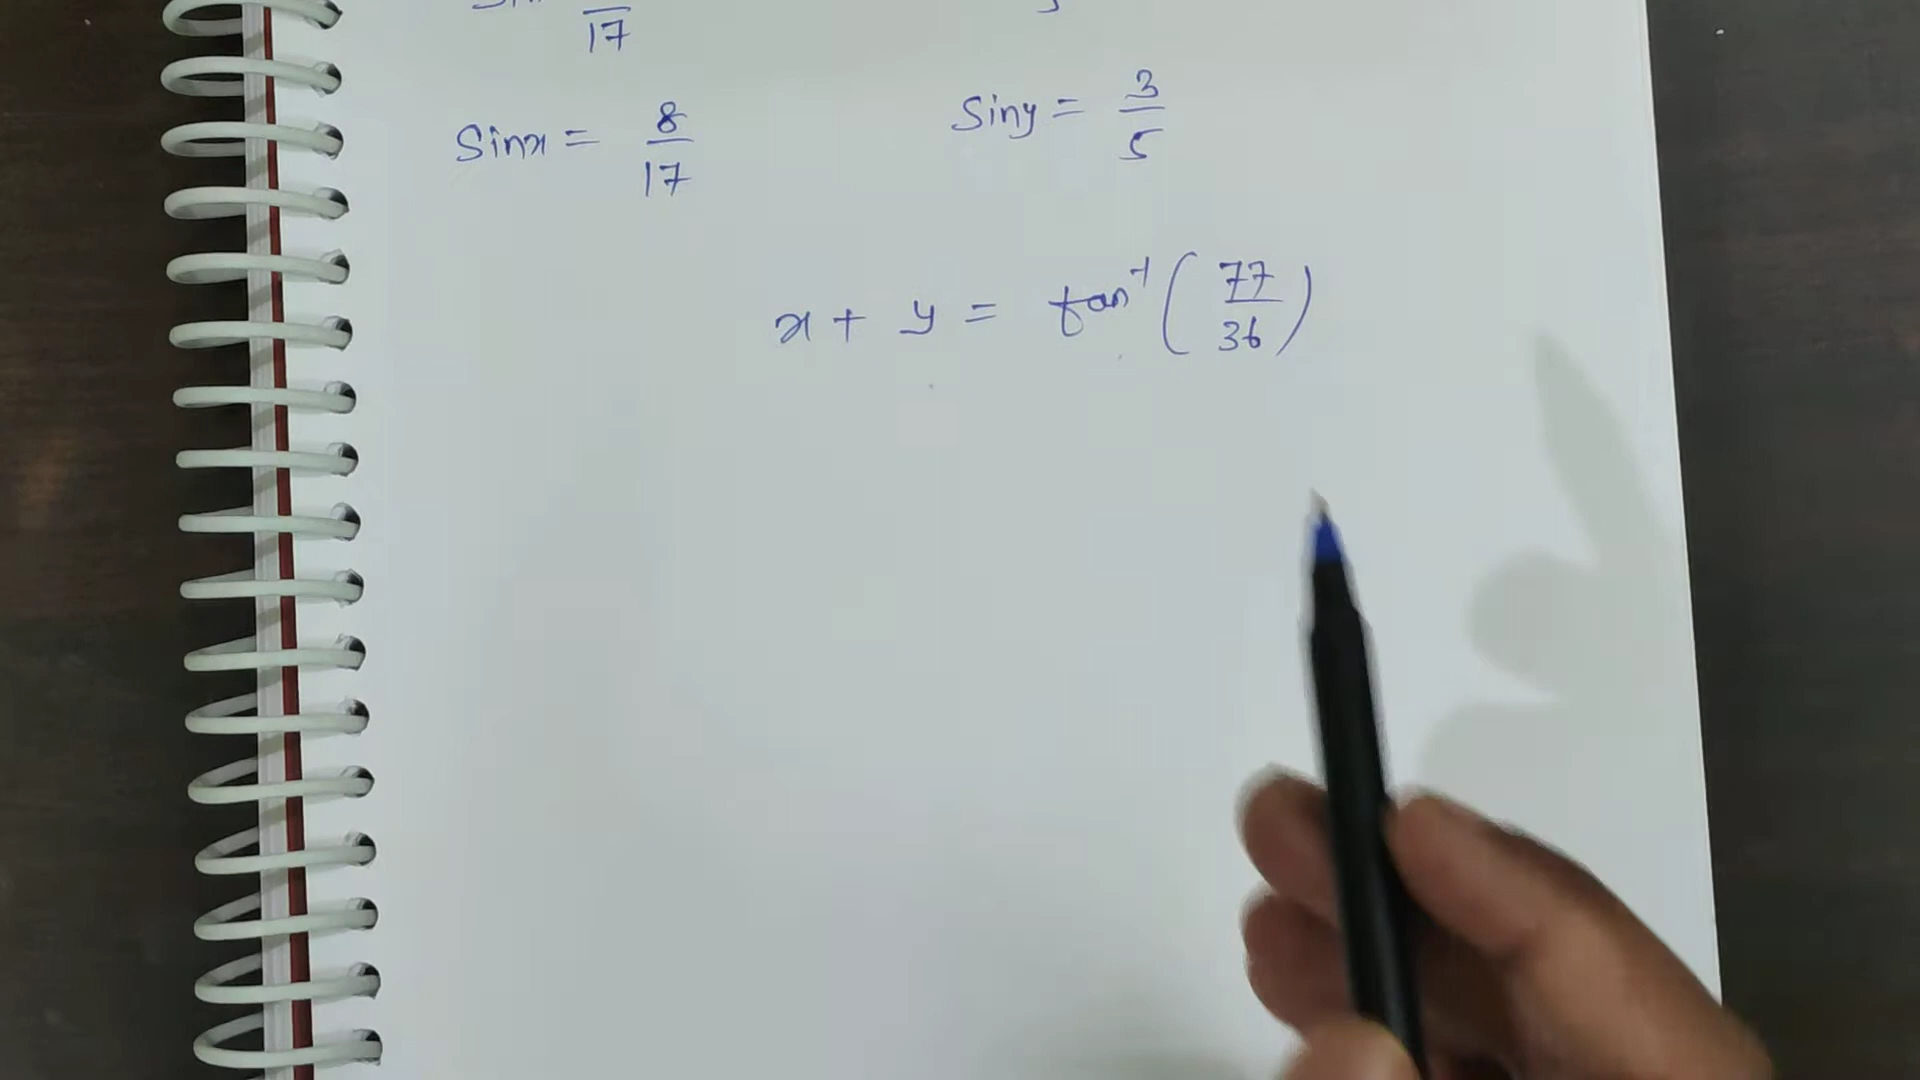 17
Sinx = 8/17
Siny = 3/5
x + y = tan⁻¹ (77/36)